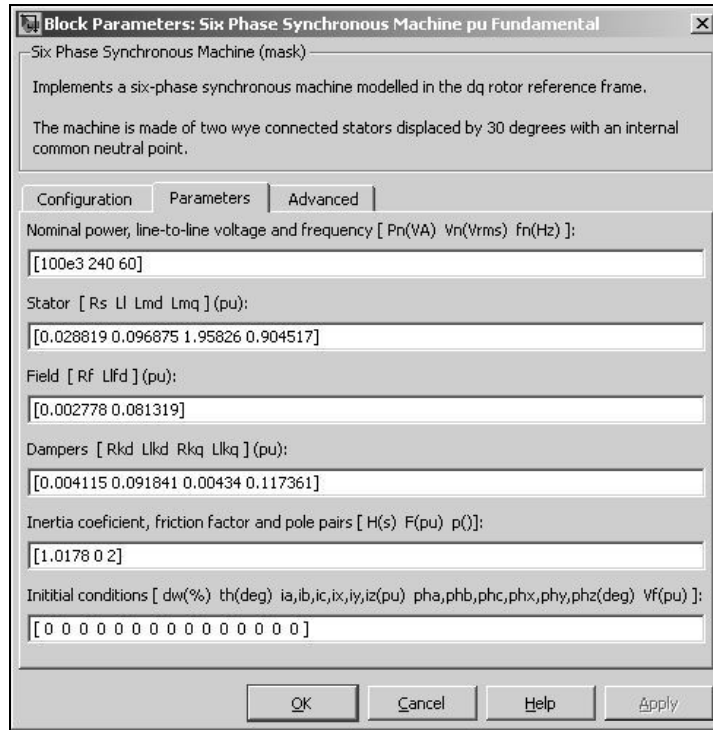 Block Parameters: Six Phase Synchronous Machine pu Fundamental
Six Phase Synchronous Machine (mask)
Implements a six-phase synchronous machine modelled in the dq rotor reference frame.
The machine is made of two wye connected stators displaced by 30 degrees with an internal
common neutral point.
Configuration Parameters Advanced
Nominal power, line-to-line voltage and frequency [ Pn(VA) Vn(Vrms) fn(Hz) ]:
[100e3 240 60]
Stator [ Rs Ll Lmd Lmq ] (pu):
[0.028819 0.096875 1.95826 0.904517]
Field [ Rf Llfd ] (pu):
[0.002778 0.081319]
Dampers [ Rkd Llkd Rkq Llkq ] (pu):
[0.004115 0.091841 0.00434 0.117361]
Inertia coeficient, friction factor and pole pairs [ H(s) F(pu) p()]:
[1.0178 0 2]
Inititial conditions [ dw(%) th(deg) ia,ib,ic,ix,iy,iz(pu) pha,phb,phc,phx,phy,phz(deg) Vf(pu) ]:
[ 0 0 0 0 0 0 0 0 0 0 0 0 0 0 0 ]
OK Cancel Help Apply